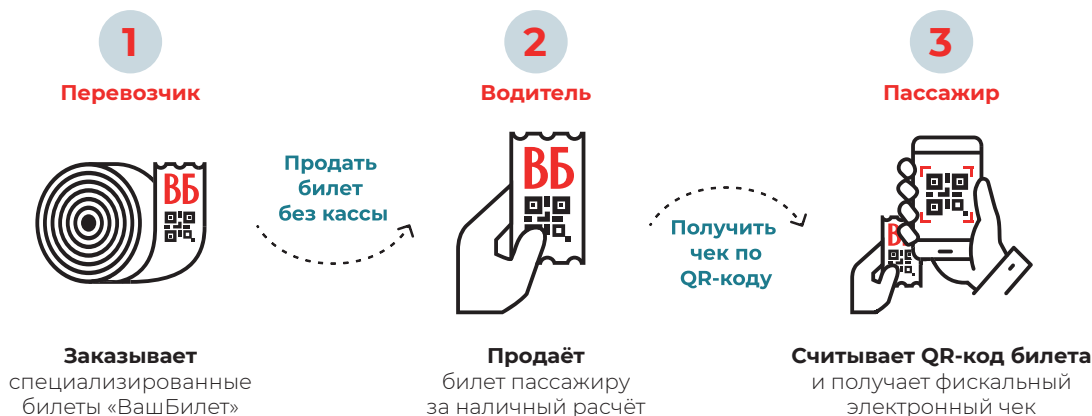 1
Перевозчик
ВБ
Заказывает
специализированные
билеты «ВашБилет»
Продать
билет
без кассы
2
Водитель
ВБ
Продаёт
билет пассажиру
за наличный расчёт
Получить
чек по
QR-коду
3
Пассажир
ВБ
Считывает QR-код билета
и получает фискальный
электронный чек